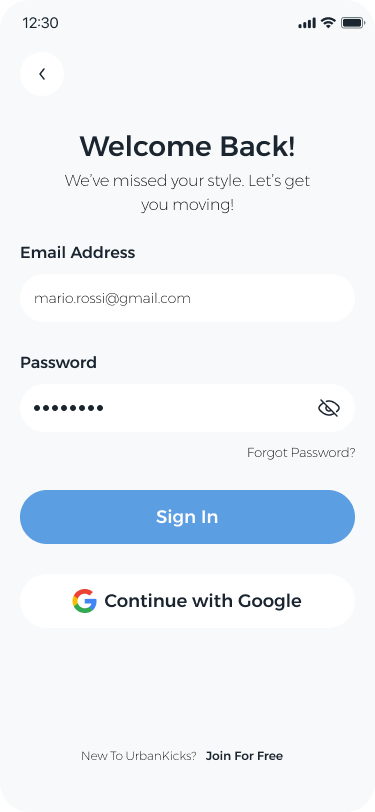 12:30
Welcome Back!
We’ve missed your style. Let’s get
you moving!
Email Address
mario.rossi@gmail.com
Password
••••••••
Forgot Password?
Sign In
Continue with Google
New To UrbanKicks? Join For Free